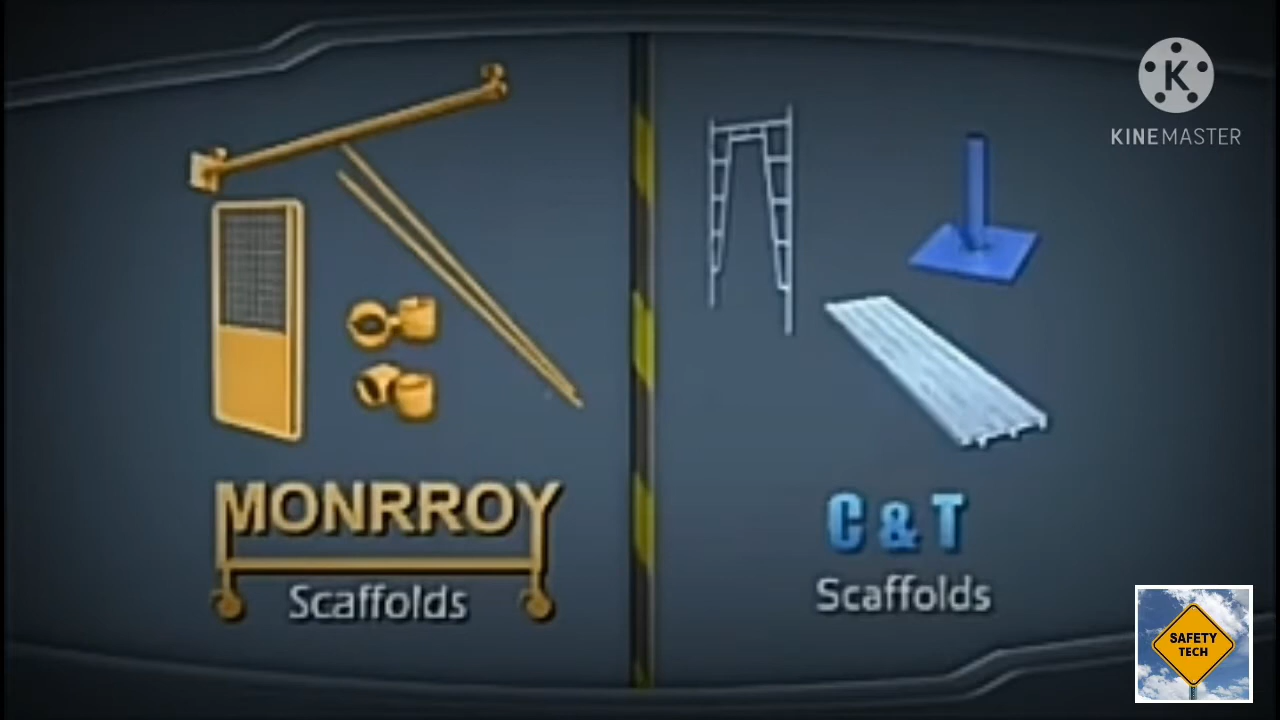 K
KINEMASTER
MONRROY
Scaffolds
C & T
Scaffolds
SAFETY
TECH